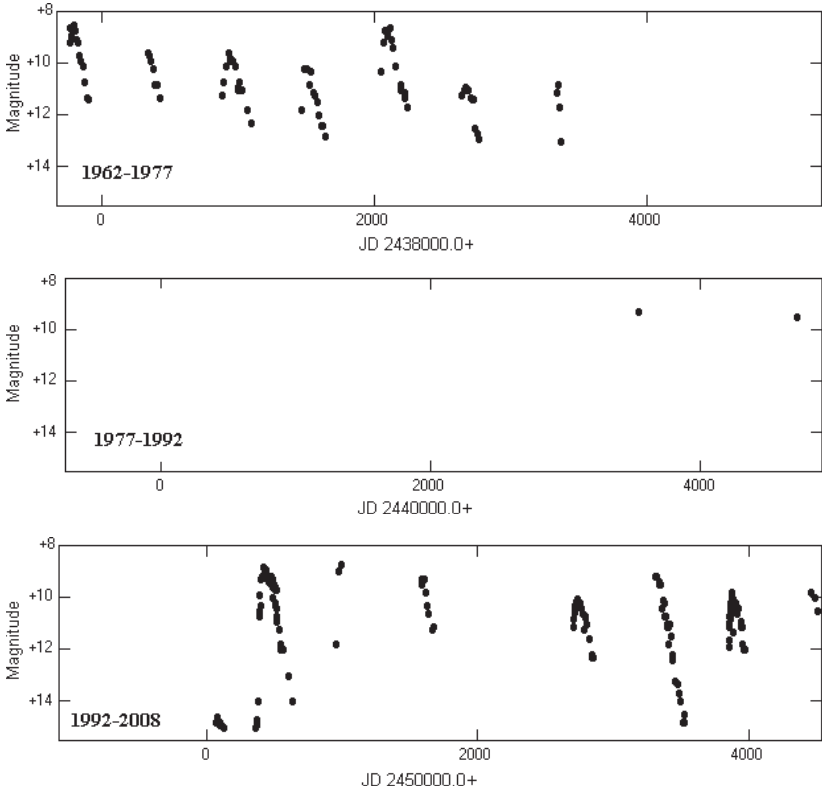 +8
+10
+12
+14
Magnitude
1962-1977
0 2000 4000
JD 2438000.0+
+8
+10
+12
+14
Magnitude
1977-1992
0 2000 4000
JD 2440000.0+
+8
+10
+12
+14
Magnitude
1992-2008
0 2000 4000
JD 2450000.0+